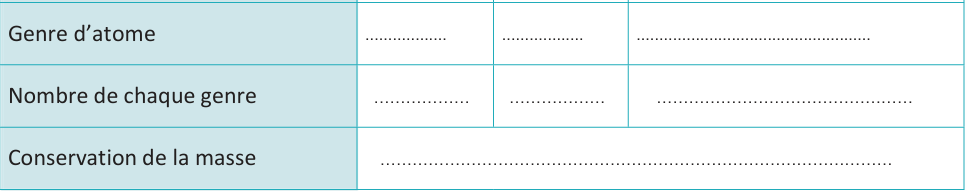 Genre d’atome ................ ................ ..............................................
Nombre de chaque genre .................. .................. ................................................
Conservation de la masse ................................................................................................